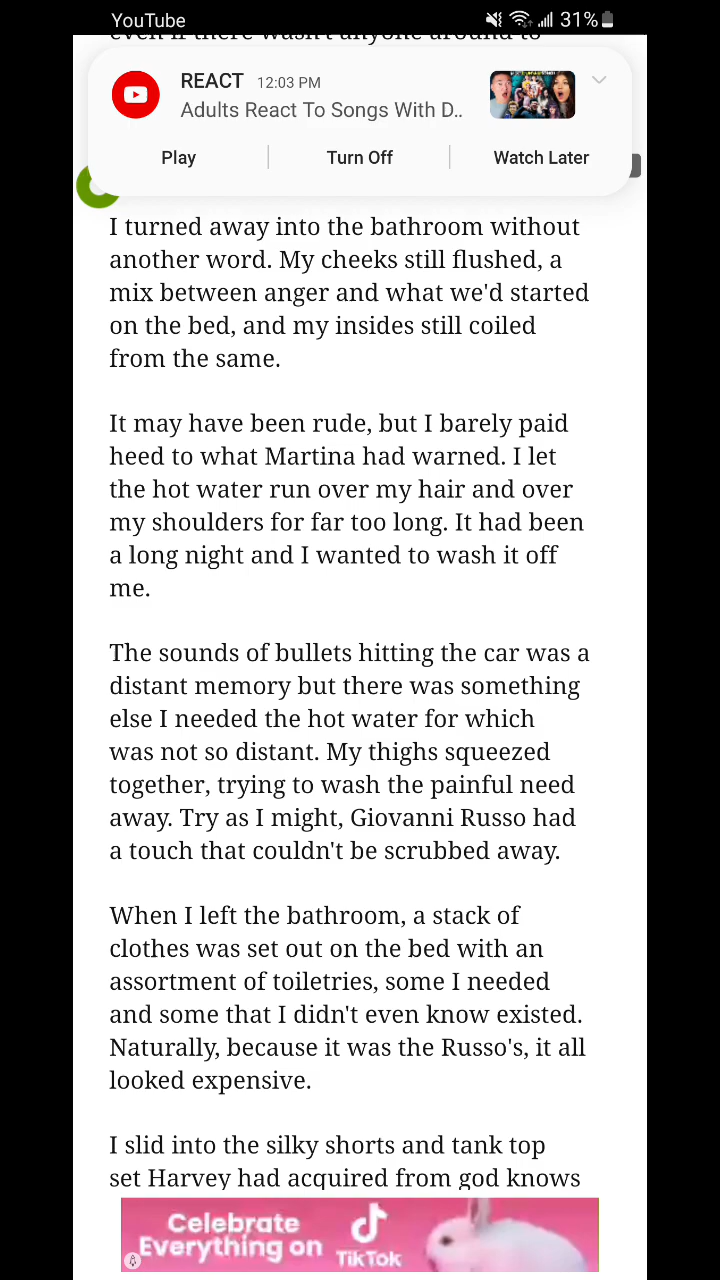 YouTube
31%
even if there wasn't anyone around to
REACT 12:03 PM
Adults React To Songs With D..
Play
Turn Off
Watch Later
I turned away into the bathroom without
another word. My cheeks still flushed, a
mix between anger and what we'd started
on the bed, and my insides still coiled
from the same.
It may have been rude, but I barely paid
heed to what Martina had warned. I let
the hot water run over my hair and over
my shoulders for far too long. It had been
a long night and I wanted to wash it off
me.
The sounds of bullets hitting the car was a
distant memory but there was something
else I needed the hot water for which
was not so distant. My thighs squeezed
together, trying to wash the painful need
away. Try as I might, Giovanni Russo had
a touch that couldn't be scrubbed away.
When I left the bathroom, a stack of
clothes was set out on the bed with an
assortment of toiletries, some I needed
and some that I didn't even know existed.
Naturally, because it was the Russo's, it all
looked expensive.
I slid into the silky shorts and tank top
set Harvey had acquired from god knows
Celebrate
Everything on
TikTok